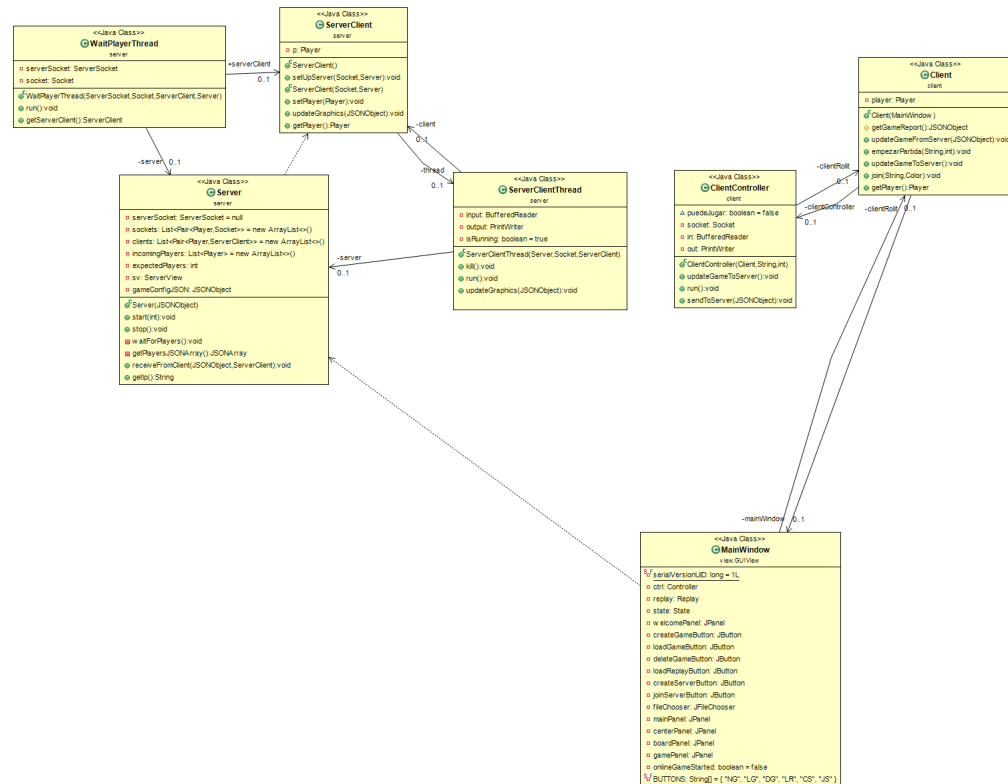 <<Java Class>>
WaitPlayerThread
server
serverSocket: ServerSocket
socket: Socket
WaitPlayerThread(ServerSocket,Socket,ServerClient,Server)
run():void
getServerClient():ServerClient
+serverClient
0..1
<<Java Class>>
ServerClient
server
p: Player
ServerClient()
setUpServer(Socket,Server):void
ServerClient(Socket,Server)
setPlayer(Player):void
updateGraphics(JSONObject):void
getPlayer():Player
-client
0..1
-thread
0..1
-server
0..1
<<Java Class>>
Server
server
serverSocket: ServerSocket = null
sockets: List<Pair<Player,Socket>> = new ArrayList<>()
clients: List<Pair<Player,ServerClient>> = new ArrayList<>()
incomingPlayers: List<Player> = new ArrayList<>()
expectedPlayers: int
sv: ServerView
gameConfigJSON: JSONObject
Server(JSONObject)
start(int):void
stop():void
waitForPlayers():void
getPlayersJSONArray():JSONArray
receiveFromClient(JSONObject,ServerClient):void
getIp():String
<<Java Class>>
ServerClientThread
server
input: BufferedReader
output: PrintWriter
isRunning: boolean = true
ServerClientThread(Server,Socket,ServerClient)
kill():void
run():void
updateGraphics(JSONObject):void
-server
0..1
<<Java Class>>
ClientController
client
puedeJugar: boolean = false
socket: Socket
in: BufferedReader
out: PrintWriter
ClientController(Client,String,int)
updateGameToServer():void
run():void
sendToServer(JSONObject):void
-clientRolit
0..1
-clientController
0..1
<<Java Class>>
Client
client
player: Player
Client(MainWindow )
getGameReport():JSONObject
updateGameFromServer(JSONObject):void
empezarPartida(String,int):void
updateGameToServer():void
join(String,Color):void
getPlayer():Player
-clientRolit
0..1
-mainWindow
0..1
<<Java Class>>
MainWindow
view.GUIView
serialVersionUID: long = 1L
ctrl: Controller
replay: Replay
state: State
welcomePanel: JPanel
createGameButton: JButton
loadGameButton: JButton
deleteGameButton: JButton
loadReplayButton: JButton
createServerButton: JButton
joinServerButton: JButton
fileChooser: JFileChooser
mainPanel: JPanel
centerPanel: JPanel
boardPanel: JPanel
gamePanel: JPanel
onlineGameStarted: boolean = false
BUTTONS: String[] = { "NG", "LG", "DG", "LR", "CS", "JS" }